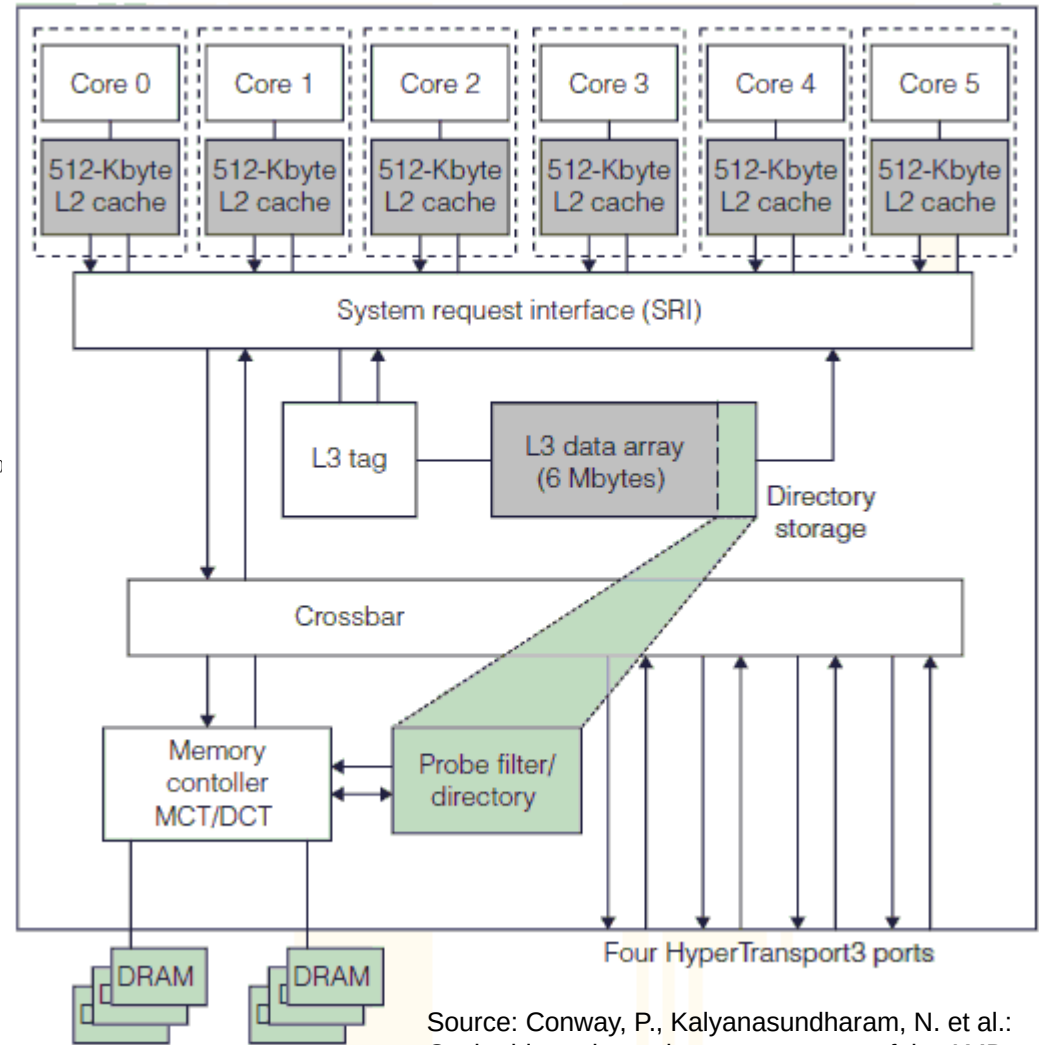 Core 0
Core 1
Core 2
Core 3
Core 4
Core 5
512-Kbyte
L2 cache
512-Kbyte
L2 cache
512-Kbyte
L2 cache
512-Kbyte
L2 cache
512-Kbyte
L2 cache
512-Kbyte
L2 cache
System request interface (SRI)
L3 tag
L3 data array
(6 Mbytes)
Directory
storage
Crossbar
Memory
contoller
MCT/DCT
Probe filter/
directory
Four HyperTransport3 ports
DRAM
DRAM
Source: Conway, P., Kalyanasundharam, N. et al.: